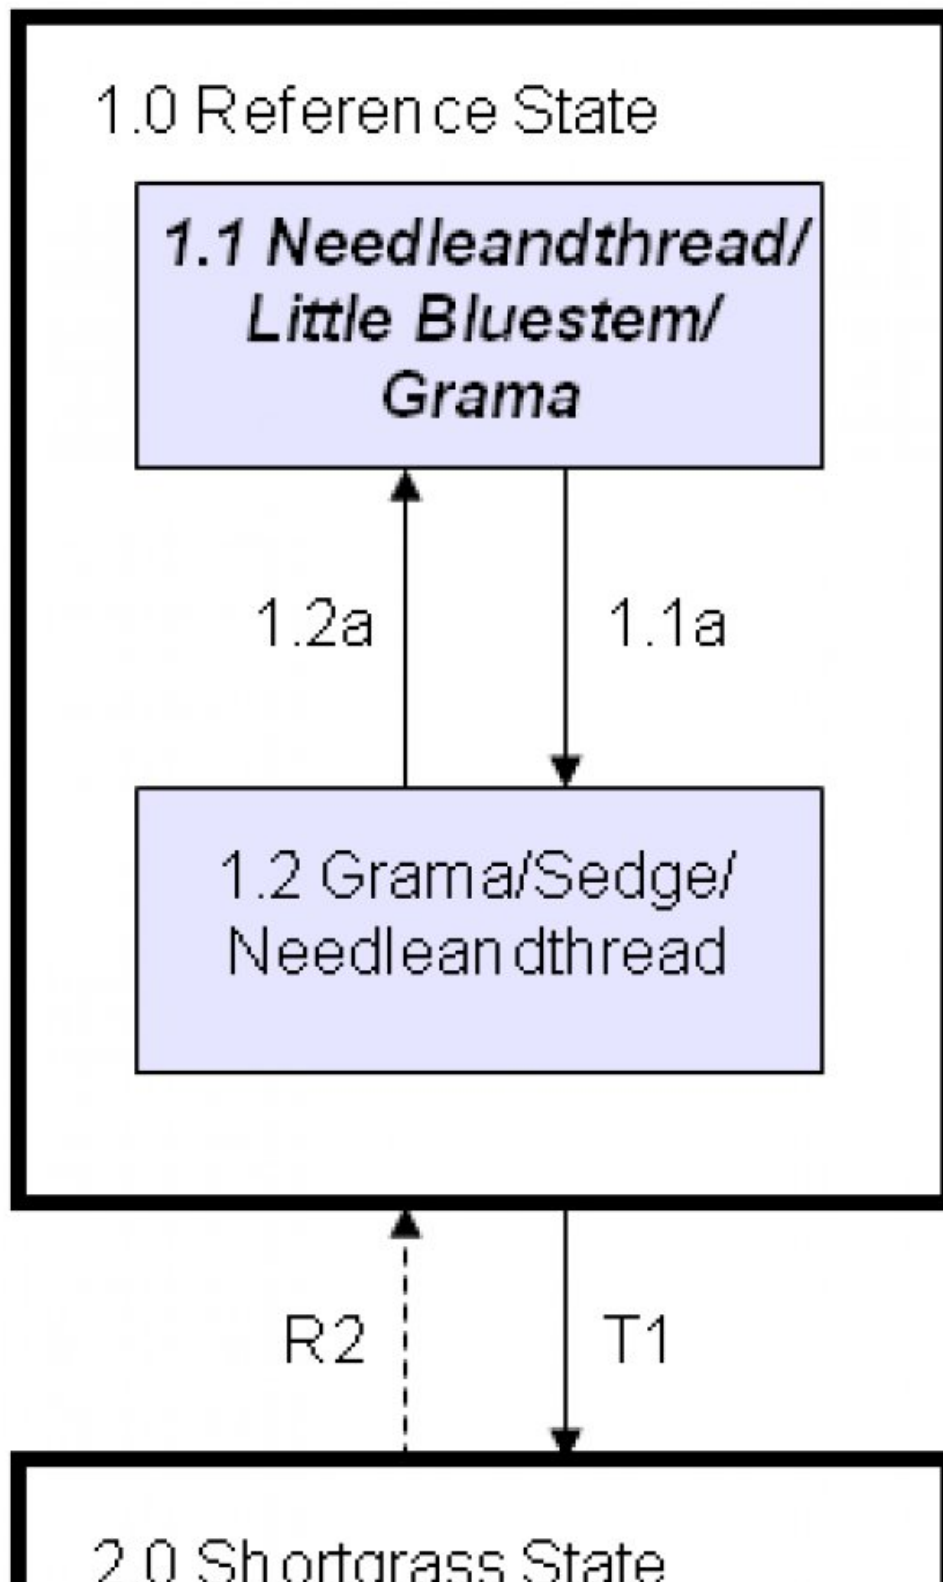 1.0 Reference State
1.1 Needleandthread/
Little Bluestem/
Grama
1.2a
1.1a
1.2 Grama/Sedge/
Needleandthread
R2
T1
2.0 Shortgrass State